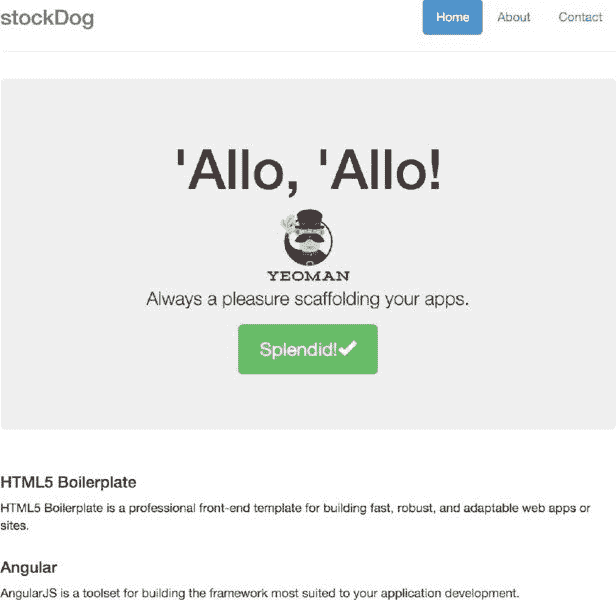 stockDog
Home About Contact
'Allo, 'Allo!
YEOMAN
Always a pleasure scaffolding your apps.
Splendid!
HTML5 Boilerplate
HTML5 Boilerplate is a professional front-end template for building fast, robust, and adaptable web apps or
sites.
Angular
AngularJS is a toolset for building the framework most suited to your application development.